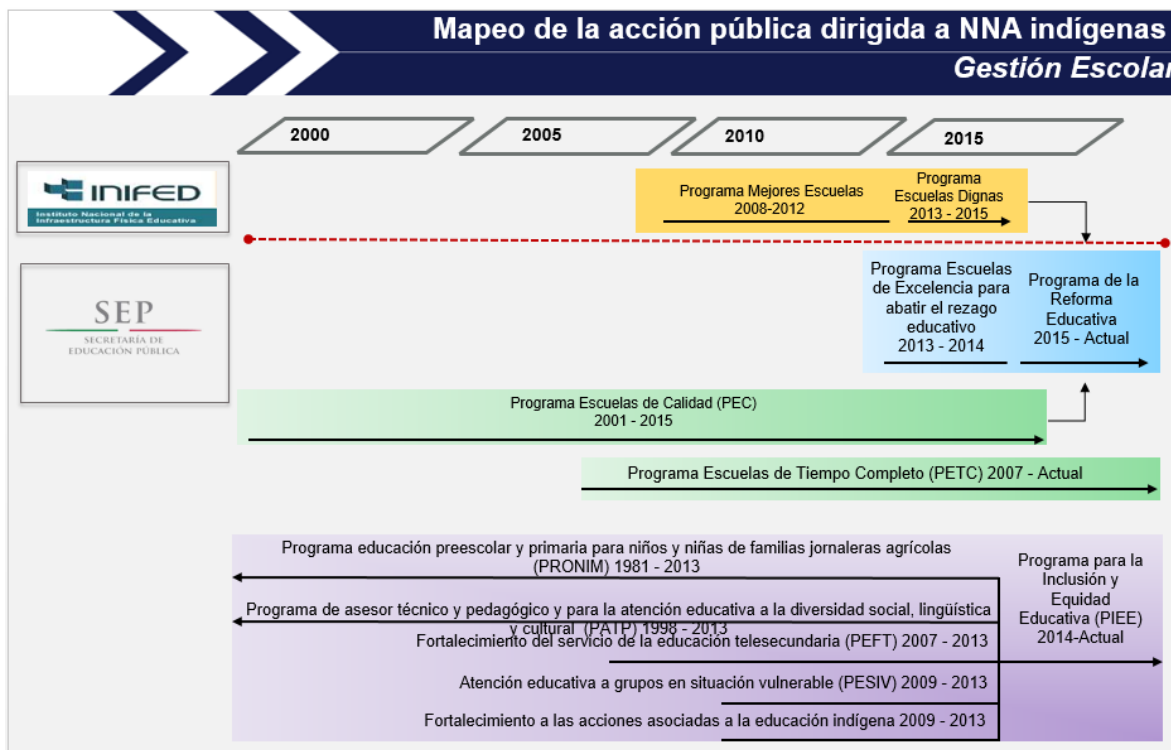 Mapeo de la acción pública dirigida a NNA indígenas
Gestión Escolar
2000
2005
2010
2015
INIFED
Instituto Nacional de la
Infraestructura Física Educativa
Programa Mejores Escuelas
2008-2012
Programa
Escuelas Dignas
2013 - 2015
SEP
SECRETARÍA DE
EDUCACIÓN PÚBLICA
Programa Escuelas
de Excelencia para
abatir el rezago
educativo
2013 - 2014
Programa de la
Reforma
Educativa
2015 - Actual
Programa Escuelas de Calidad (PEC)
2001 - 2015
Programa Escuelas de Tiempo Completo (PETC) 2007 - Actual
Programa educación preescolar y primaria para niños y niñas de familias jornaleras agrícolas
(PRONIM) 1981 - 2013
Programa de asesor técnico y pedagógico y para la atención educativa a la diversidad social, lingüística
y cultural (PATP) 1998 - 2013
Fortalecimiento del servicio de la educación telesecundaria (PEFT) 2007 - 2013
Atención educativa a grupos en situación vulnerable (PESIV) 2009 - 2013
Fortalecimiento a las acciones asociadas a la educación indígena 2009 - 2013
Programa para la
Inclusión y
Equidad
Educativa (PIEE)
2014-Actual